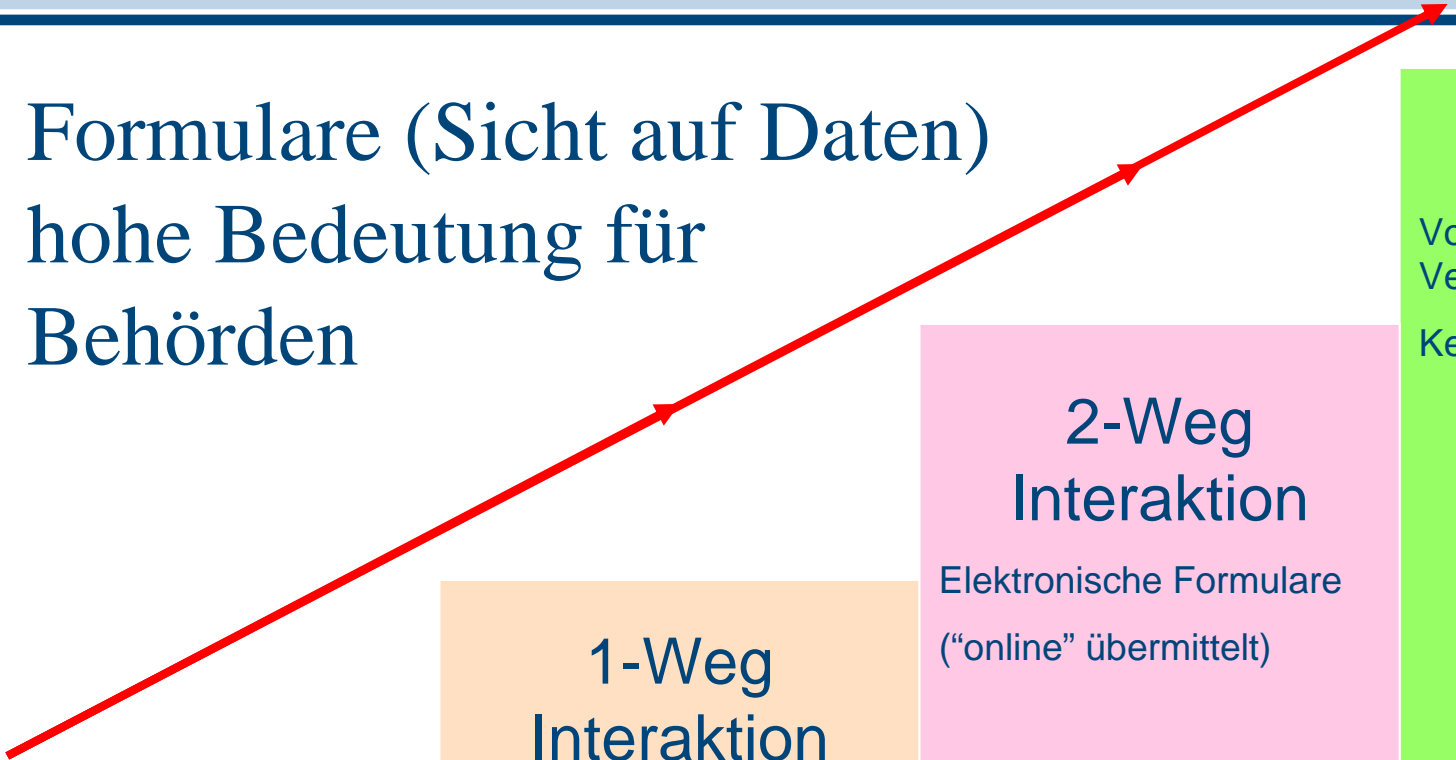 Formulare (Sicht auf Daten)
hohe Bedeutung für
Behörden
2-Weg
Interaktion
Elektronische Formulare
(“online” übermittelt)
1-Weg
Interaktion